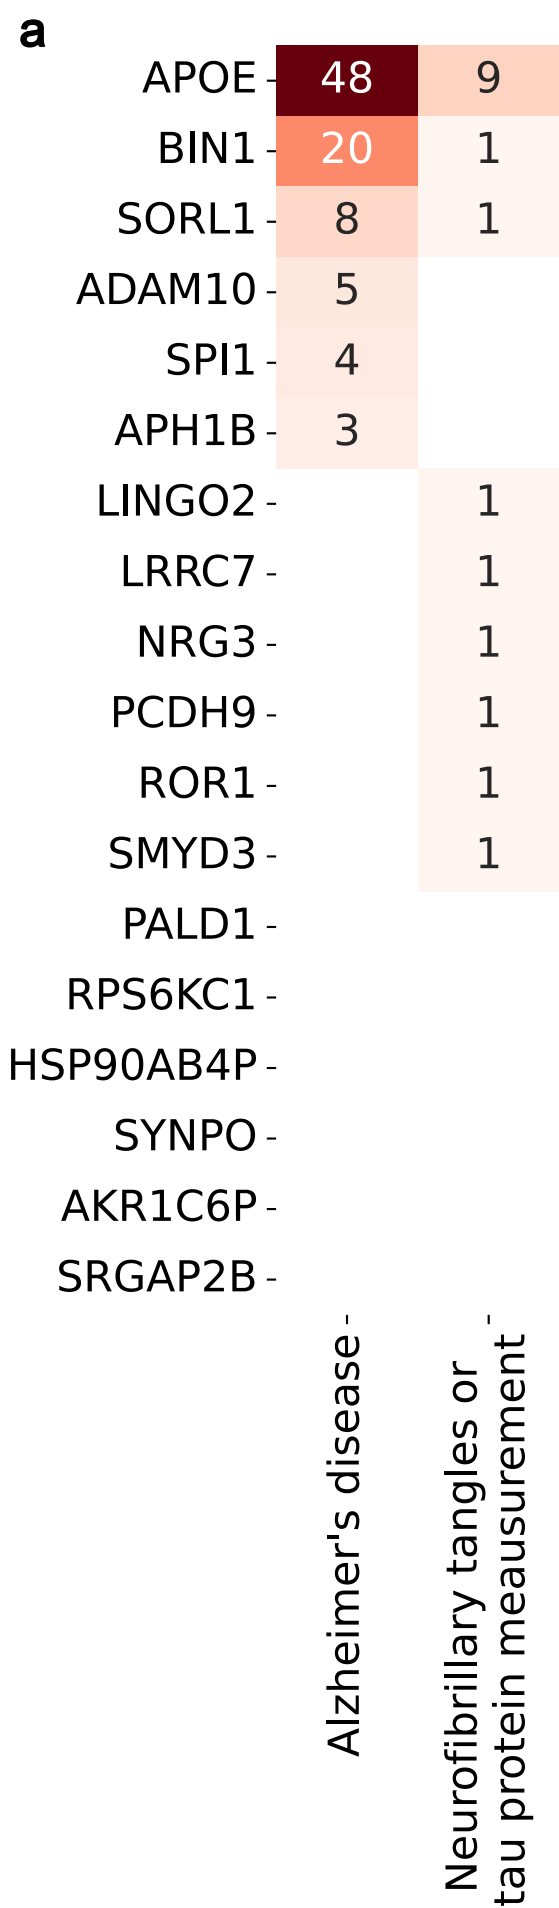 a
APOE 48 9
BIN1 20 1
SORL1 8 1
ADAM10 5
SPI1 4
APH1B 3
LINGO2 1
LRRC7 1
NRG3 1
PCDH9 1
ROR1 1
SMYD3 1
PALD1
RPS6KC1
HSP90AB4P
SYNPO
AKR1C6P
SRGAP2B
Alzheimer's disease
Neurofibrillary tangles or
tau protein meausurement